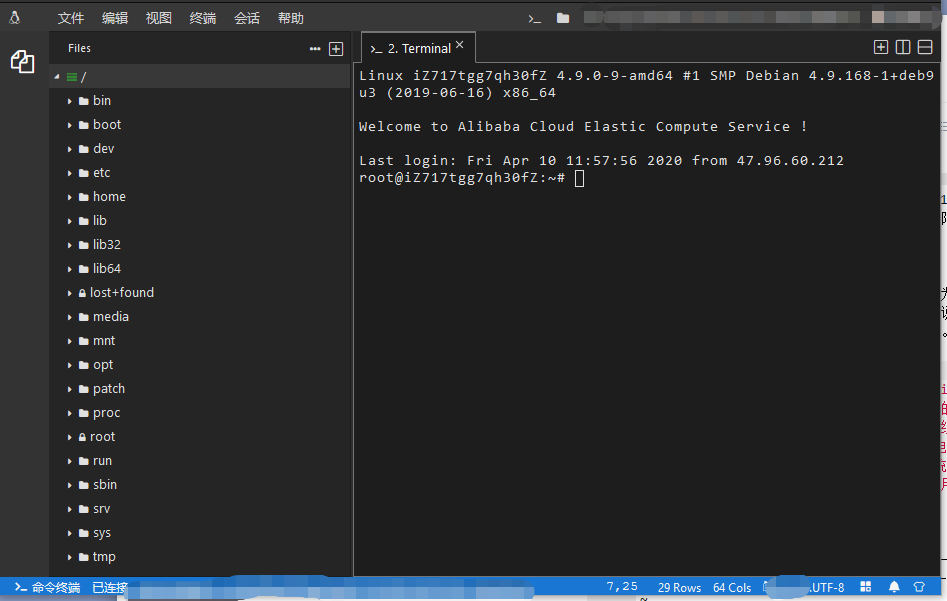 文件 编辑 视图 终端 会话 帮助
Files
>_ 2. Terminal ×
/
bin
boot
dev
etc
home
lib
lib32
lib64
lost+found
media
mnt
opt
patch
proc
root
run
sbin
srv
sys
tmp
Linux iZ717tgg7qh30fZ 4.9.0-9-amd64 #1 SMP Debian 4.9.168-1+deb9
u3 (2019-06-16) x86_64
Welcome to Alibaba Cloud Elastic Compute Service !
Last login: Fri Apr 10 11:57:56 2020 from 47.96.60.212
root@iZ717tgg7qh30fZ:~#
>_ 命令终端 已连接
7,25 29 Rows 64 Cols UTF-8